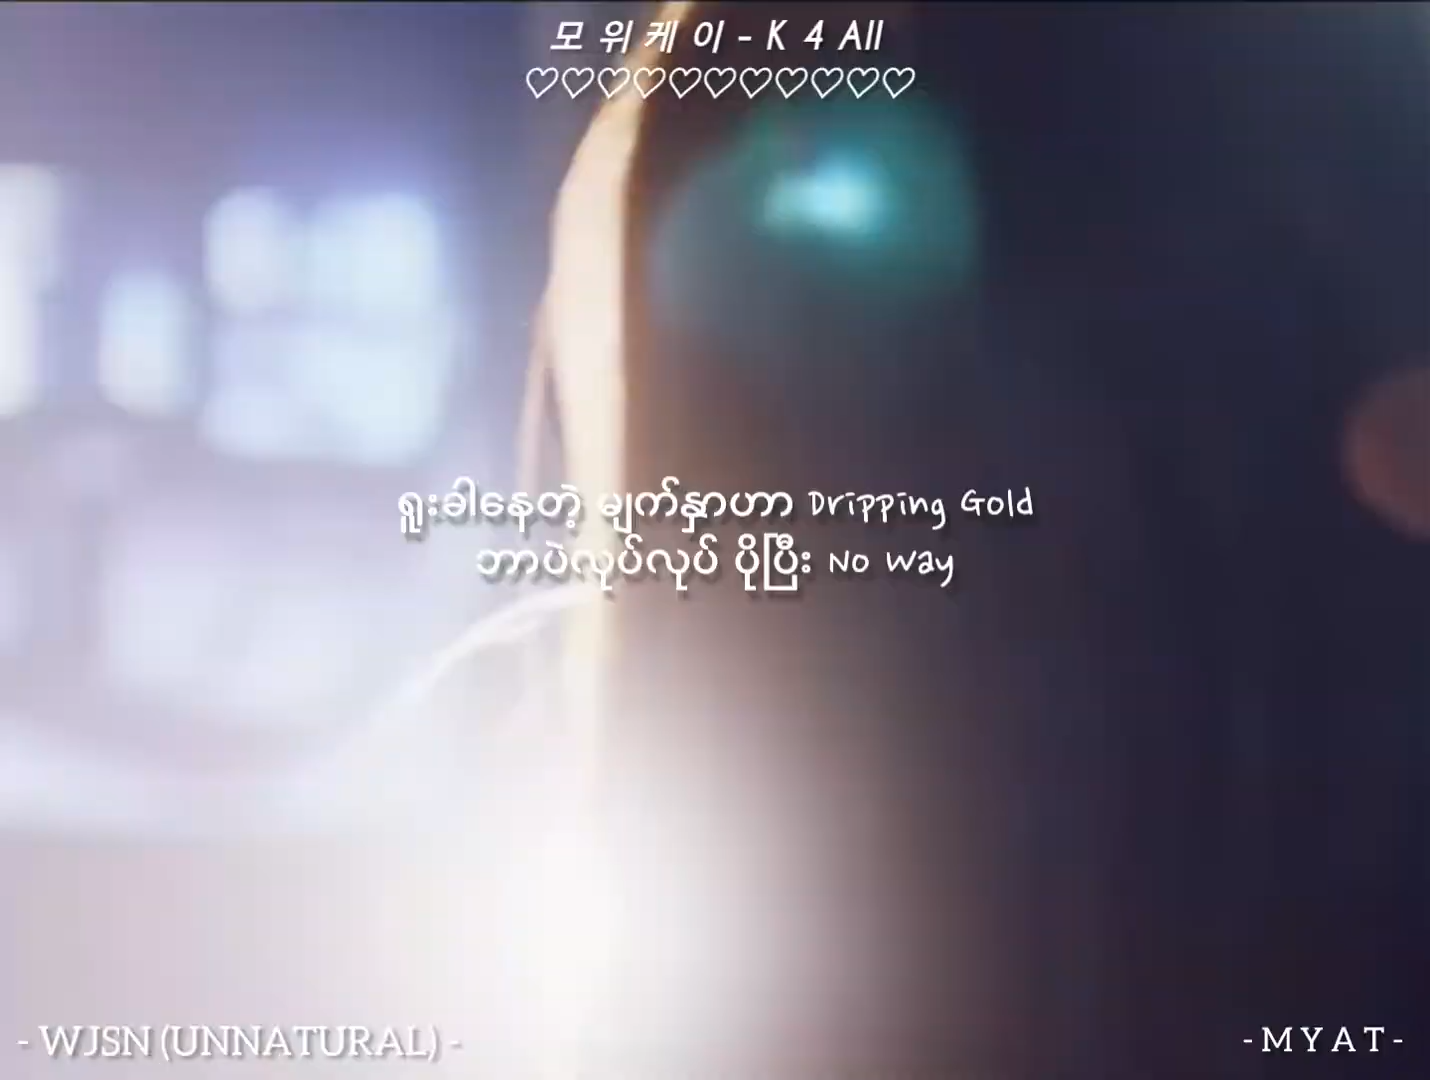 모 위 케 이 - K 4 All
♡♡♡♡♡♡♡♡♡♡♡
ရူးခါနေတဲ့ မျက်နှာဟာ Dripping Gold
ဘာပဲလုပ်လုပ် ပိုပြီး No Way
- WJSN (UNNATURAL) -
- M Y A T -